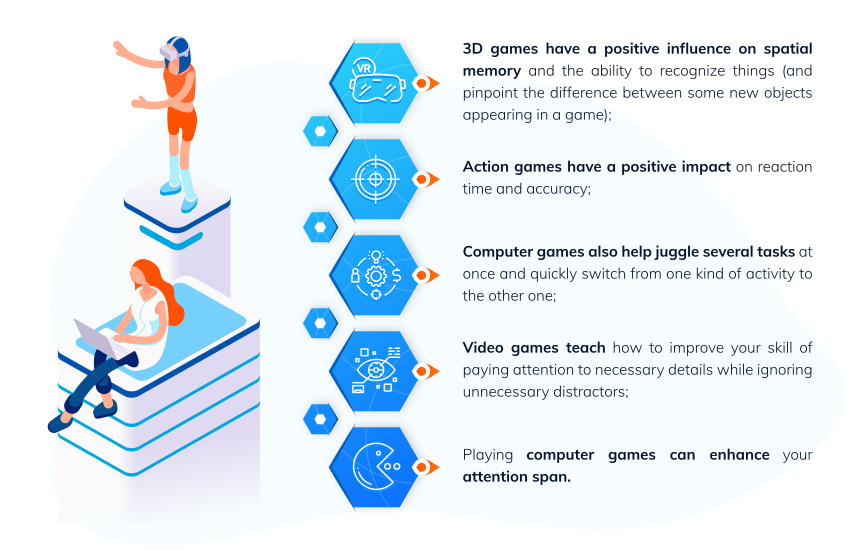 VR
3D games have a positive influence on spatial
memory and the ability to recognize things (and
pinpoint the difference between some new objects
appearing in a game);
Action games have a positive impact on reaction
time and accuracy;
Computer games also help juggle several tasks at
once and quickly switch from one kind of activity to
the other one;
$
Video games teach how to improve your skill of
paying attention to necessary details while ignoring
unnecessary distractors;
Playing computer games can enhance your
attention span.